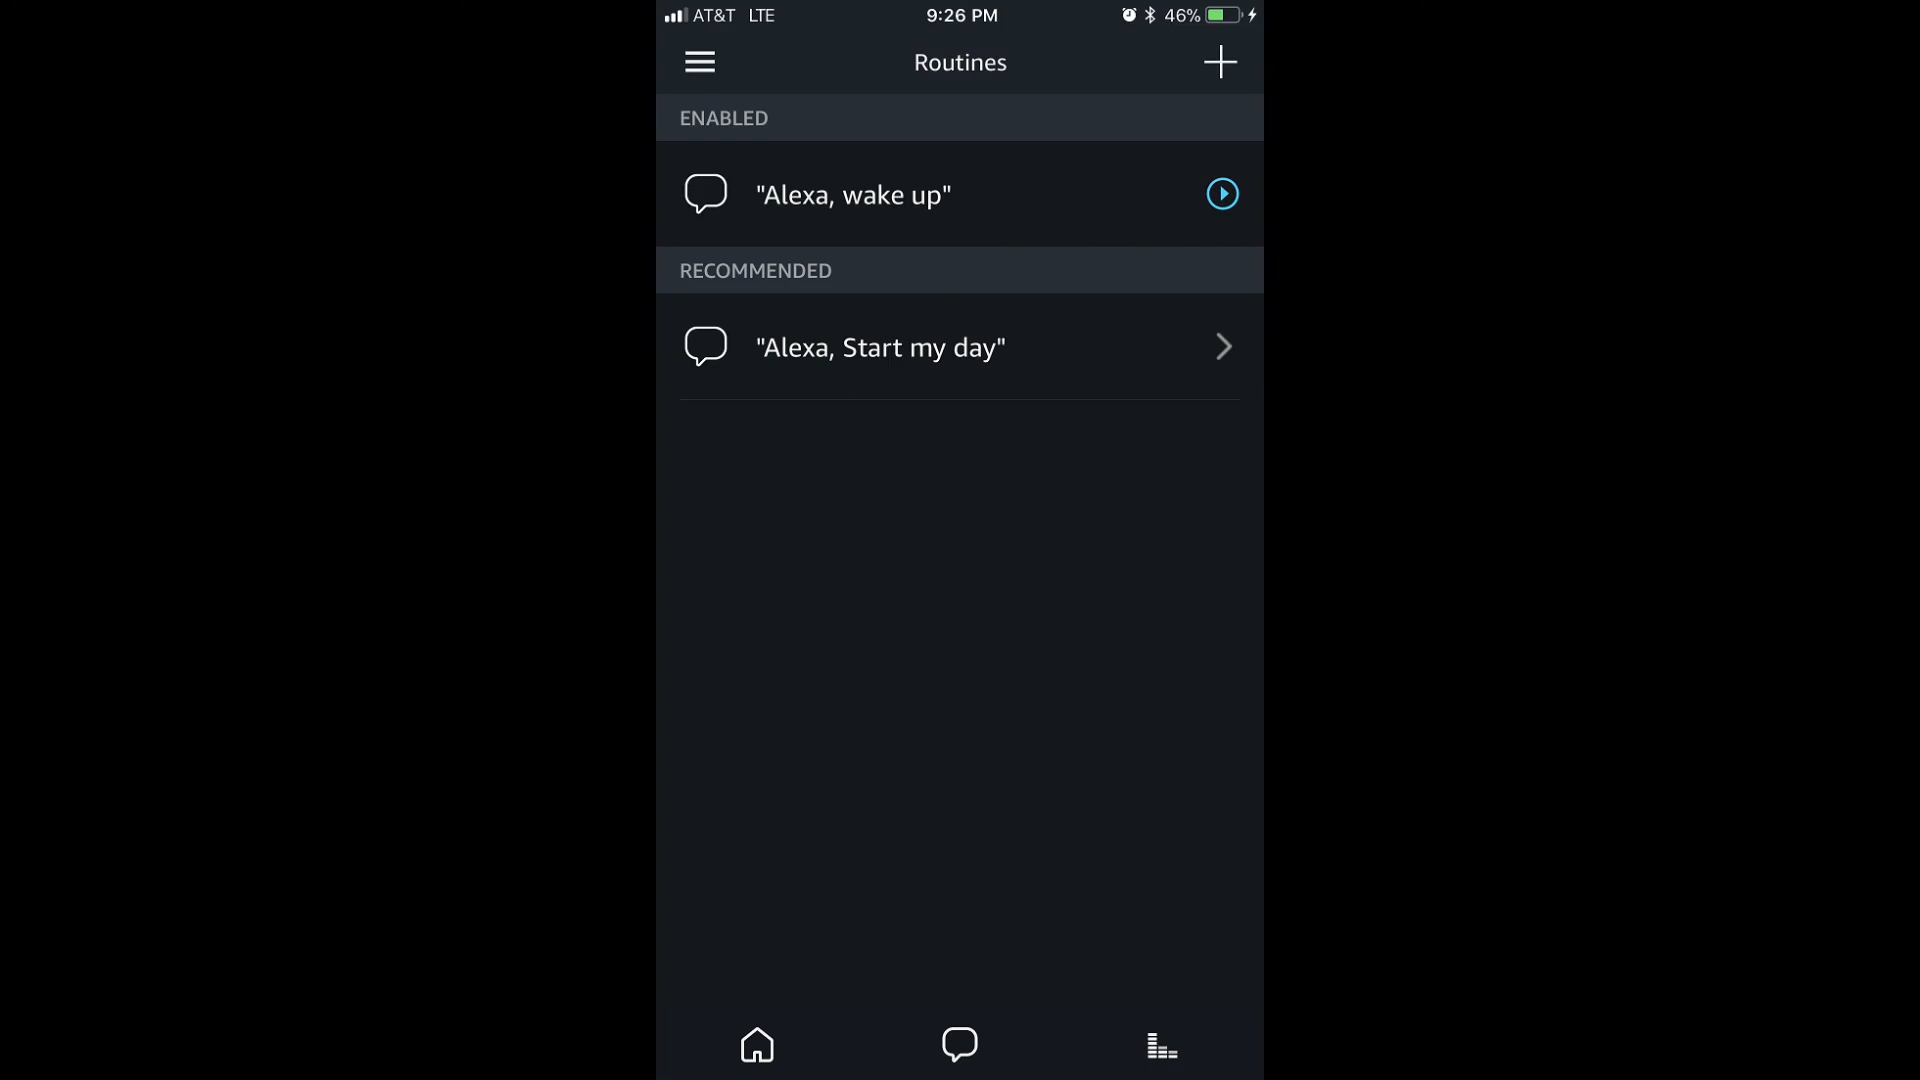 AT&T LTE 9:26 PM 46%
Routines
ENABLED
"Alexa, wake up"
RECOMMENDED
"Alexa, Start my day"